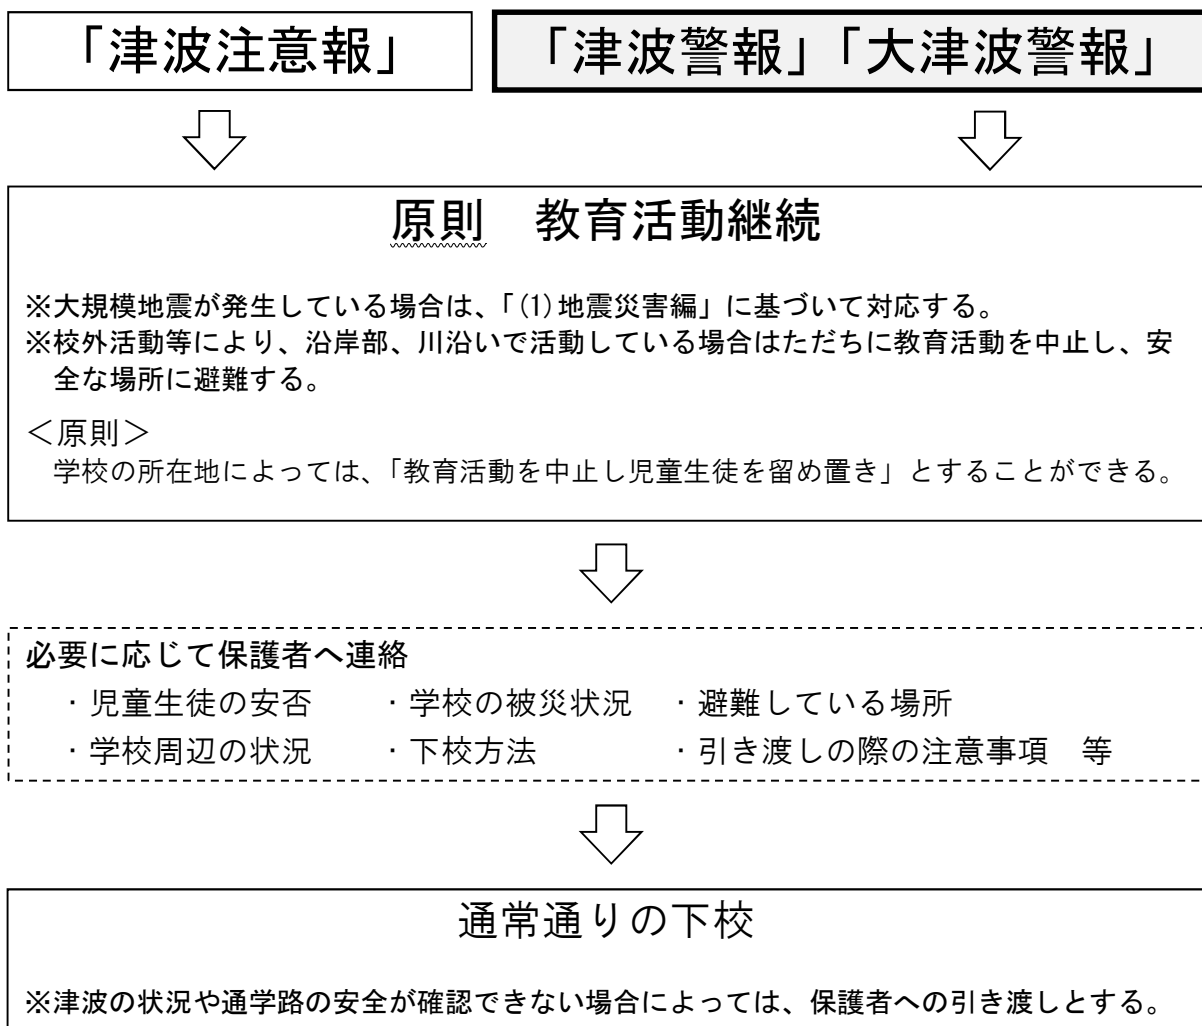 「津波注意報」
「津波警報」「大津波警報」
原則　教育活動継続
※大規模地震が発生している場合は、「(1)地震災害編」に基づいて対応する。
※校外活動等により、沿岸部、川沿いで活動している場合はただちに教育活動を中止し、安
全な場所に避難する。
＜原則＞
学校の所在地によっては、「教育活動を中止し児童生徒を留め置き」とすることができる。
必要に応じて保護者へ連絡
・児童生徒の安否　・学校の被災状況　・避難している場所
・学校周辺の状況　・下校方法　・引き渡しの際の注意事項　等
通常通りの下校
※津波の状況や通学路の安全が確認できない場合によっては、保護者への引き渡しとする。